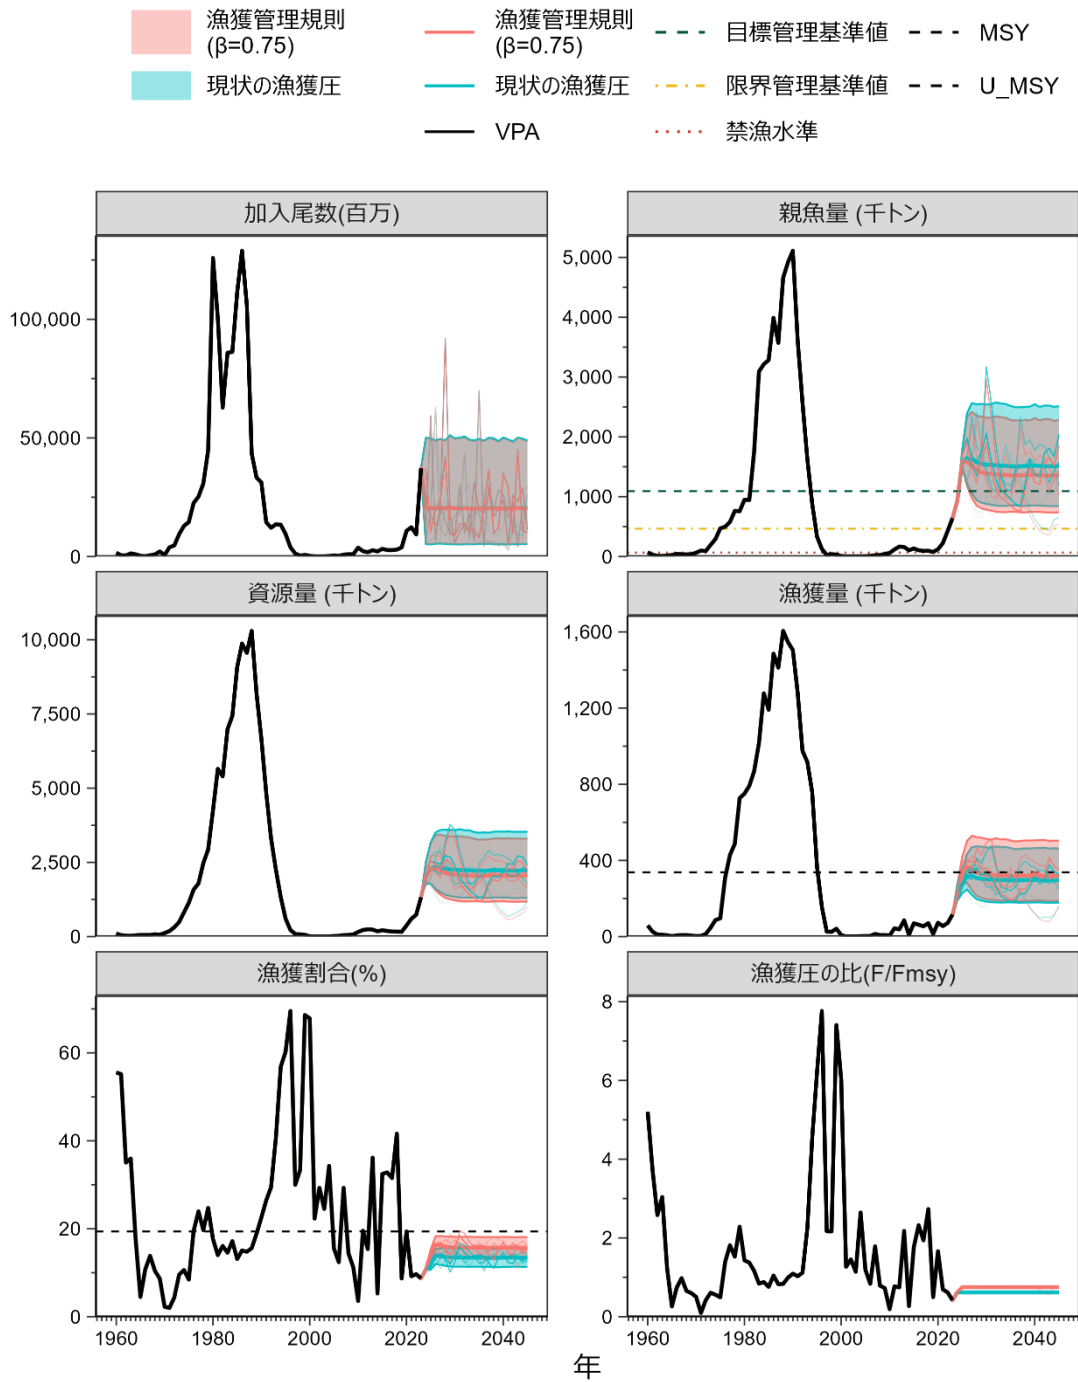 漁獲管理規則
(β=0.75)
漁獲管理規則
(β=0.75)
目標管理基準値
MSY
現状の漁獲圧
現状の漁獲圧
限界管理基準値
U_MSY
VPA
禁漁水準
加入尾数(百万)
100,000
50,000
0
親魚量 (千トン)
5,000
4,000
3,000
2,000
1,000
0
資源量 (千トン)
10,000
7,500
5,000
2,500
0
漁獲量 (千トン)
1,600
1,200
800
400
0
漁獲割合(%)
60
40
20
0
1960
1980
2000
2020
2040
漁獲圧の比(F/Fmsy)
8
6
4
2
0
1960
1980
2000
2020
2040
年